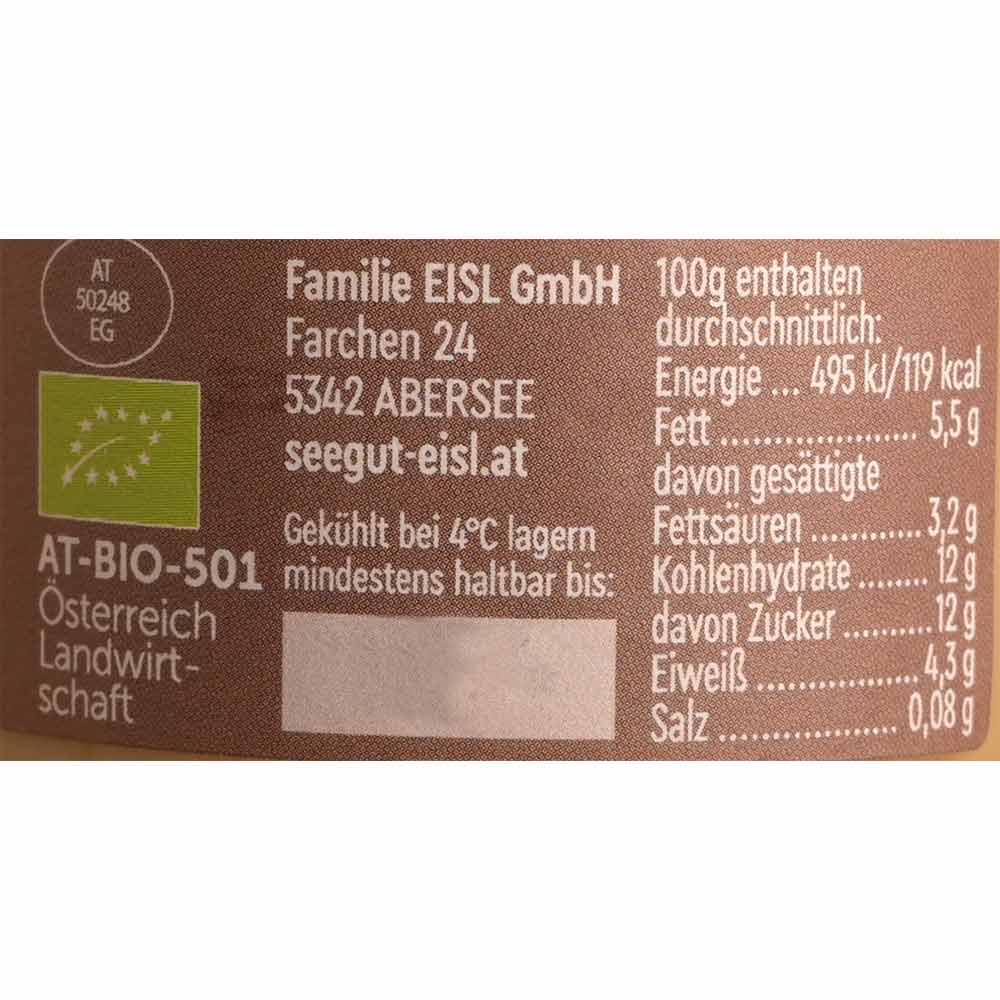 AT
50248
EG
AT-BIO-501
Österreich
Landwirt-
schaft
Familie EISL GmbH
Farchen 24
5342 ABERSEE
seegut-eisl.at
Gekühlt bei 4°C lagern
mindestens haltbar bis:
100g enthalten
durchschnittlich:
Energie ... 495 kJ/119 kcal
Fett .................... 5,5 g
davon gesättigte
Fettsäuren ............ 3,2 g
Kohlenhydrate ........ 12 g
davon Zucker .......... 12 g
Eiweiß ................. 4,3 g
Salz .................. 0,08 g